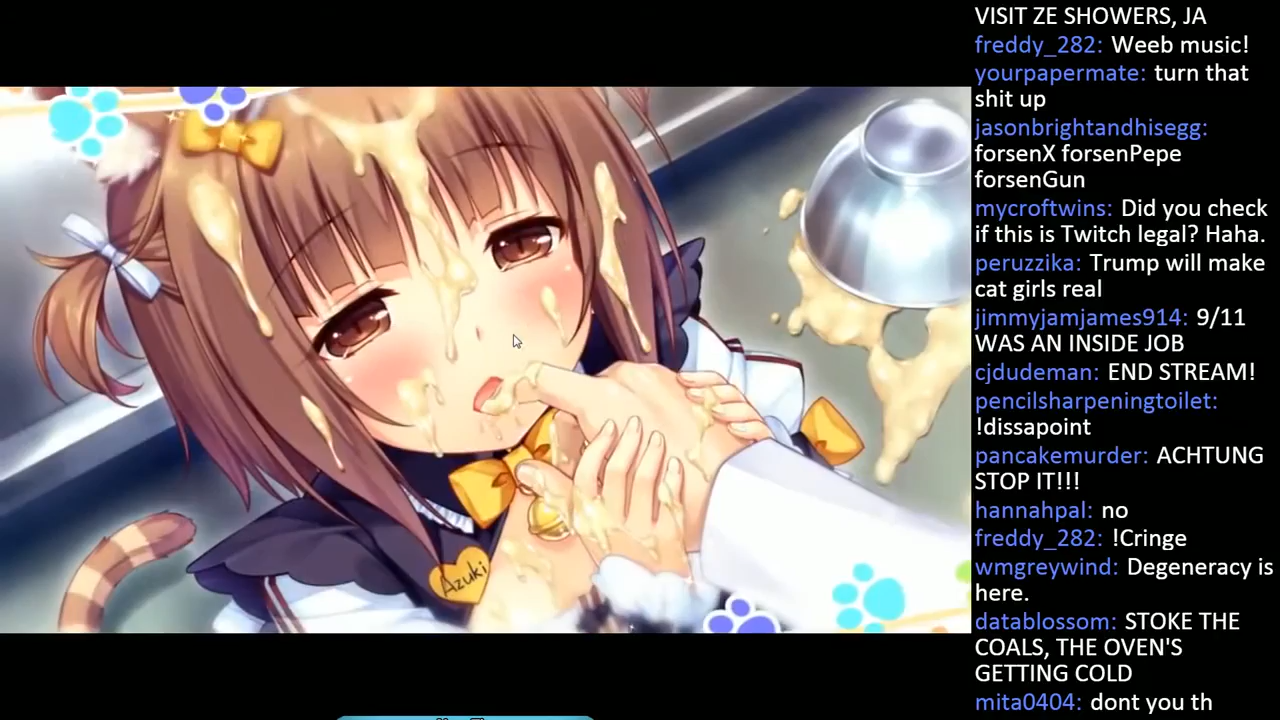 VISIT ZE SHOWERS, JA
freddy_282: Weeb music!
yourpapermate: turn that
shit up
jasonbrightandhisegg:
forsenX forsenPepe
forsenGun
mycroftwins: Did you check
if this is Twitch legal? Haha.
peruzzika: Trump will make
cat girls real
jimmyjamjames914: 9/11
WAS AN INSIDE JOB
cjdudeman: END STREAM!
pencilsharpeningtoilet:
!dissapoint
pancakemurder: ACHTUNG
STOP IT!!!
hannahpal: no
freddy_282: !Cringe
wmgreywind: Degeneracy is
here.
datablossom: STOKE THE
COALS, THE OVEN'S
GETTING COLD
mita0404: dont you th
Azuki